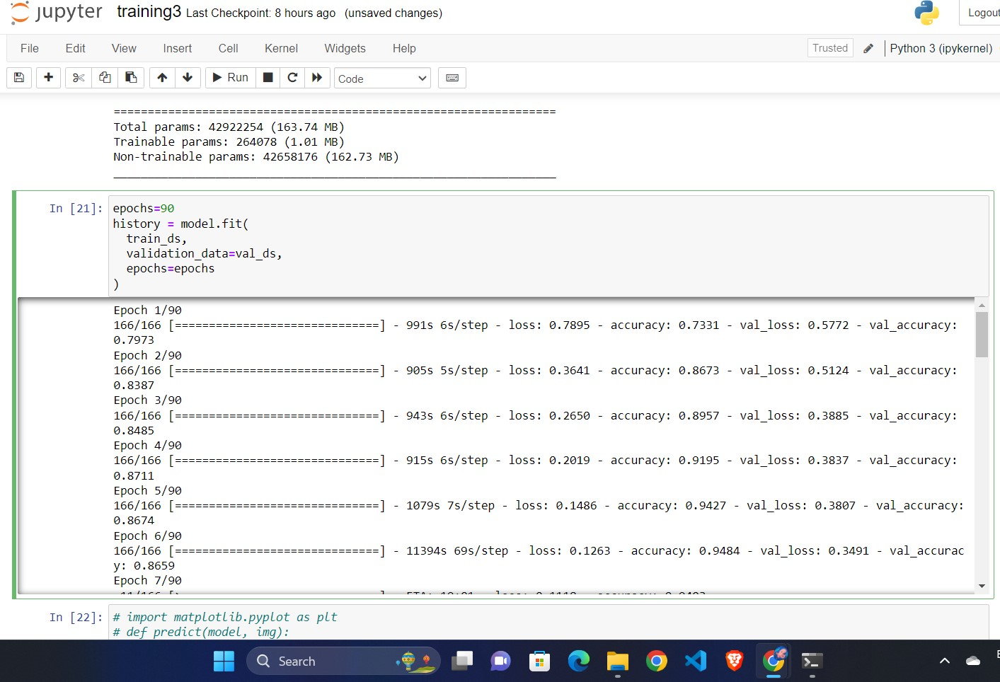 jupyter training3 Last Checkpoint: 8 hours ago (unsaved changes) Logout
File Edit View Insert Cell Kernel Widgets Help Trusted Python 3 (ipykernel)
Run Code
=================================================================
Total params: 42922254 (163.74 MB)
Trainable params: 264078 (1.01 MB)
Non-trainable params: 42658176 (162.73 MB)
_________________________________________________________________
In [21]: epochs=90
history = model.fit(
train_ds,
validation_data=val_ds,
epochs=epochs
)
Epoch 1/90
166/166 [==============================] - 991s 6s/step - loss: 0.7895 - accuracy: 0.7331 - val_loss: 0.5772 - val_accuracy:
0.7973
Epoch 2/90
166/166 [==============================] - 905s 5s/step - loss: 0.3641 - accuracy: 0.8673 - val_loss: 0.5124 - val_accuracy:
0.8387
Epoch 3/90
166/166 [==============================] - 943s 6s/step - loss: 0.2650 - accuracy: 0.8957 - val_loss: 0.3885 - val_accuracy:
0.8485
Epoch 4/90
166/166 [==============================] - 915s 6s/step - loss: 0.2019 - accuracy: 0.9195 - val_loss: 0.3837 - val_accuracy:
0.8711
Epoch 5/90
166/166 [==============================] - 1079s 7s/step - loss: 0.1486 - accuracy: 0.9427 - val_loss: 0.3807 - val_accuracy:
0.8674
Epoch 6/90
166/166 [==============================] - 11394s 69s/step - loss: 0.1263 - accuracy: 0.9484 - val_loss: 0.3491 - val_accurac
y: 0.8659
Epoch 7/90
In [22]: # import matplotlib.pyplot as plt
# def predict(model, img):
Search